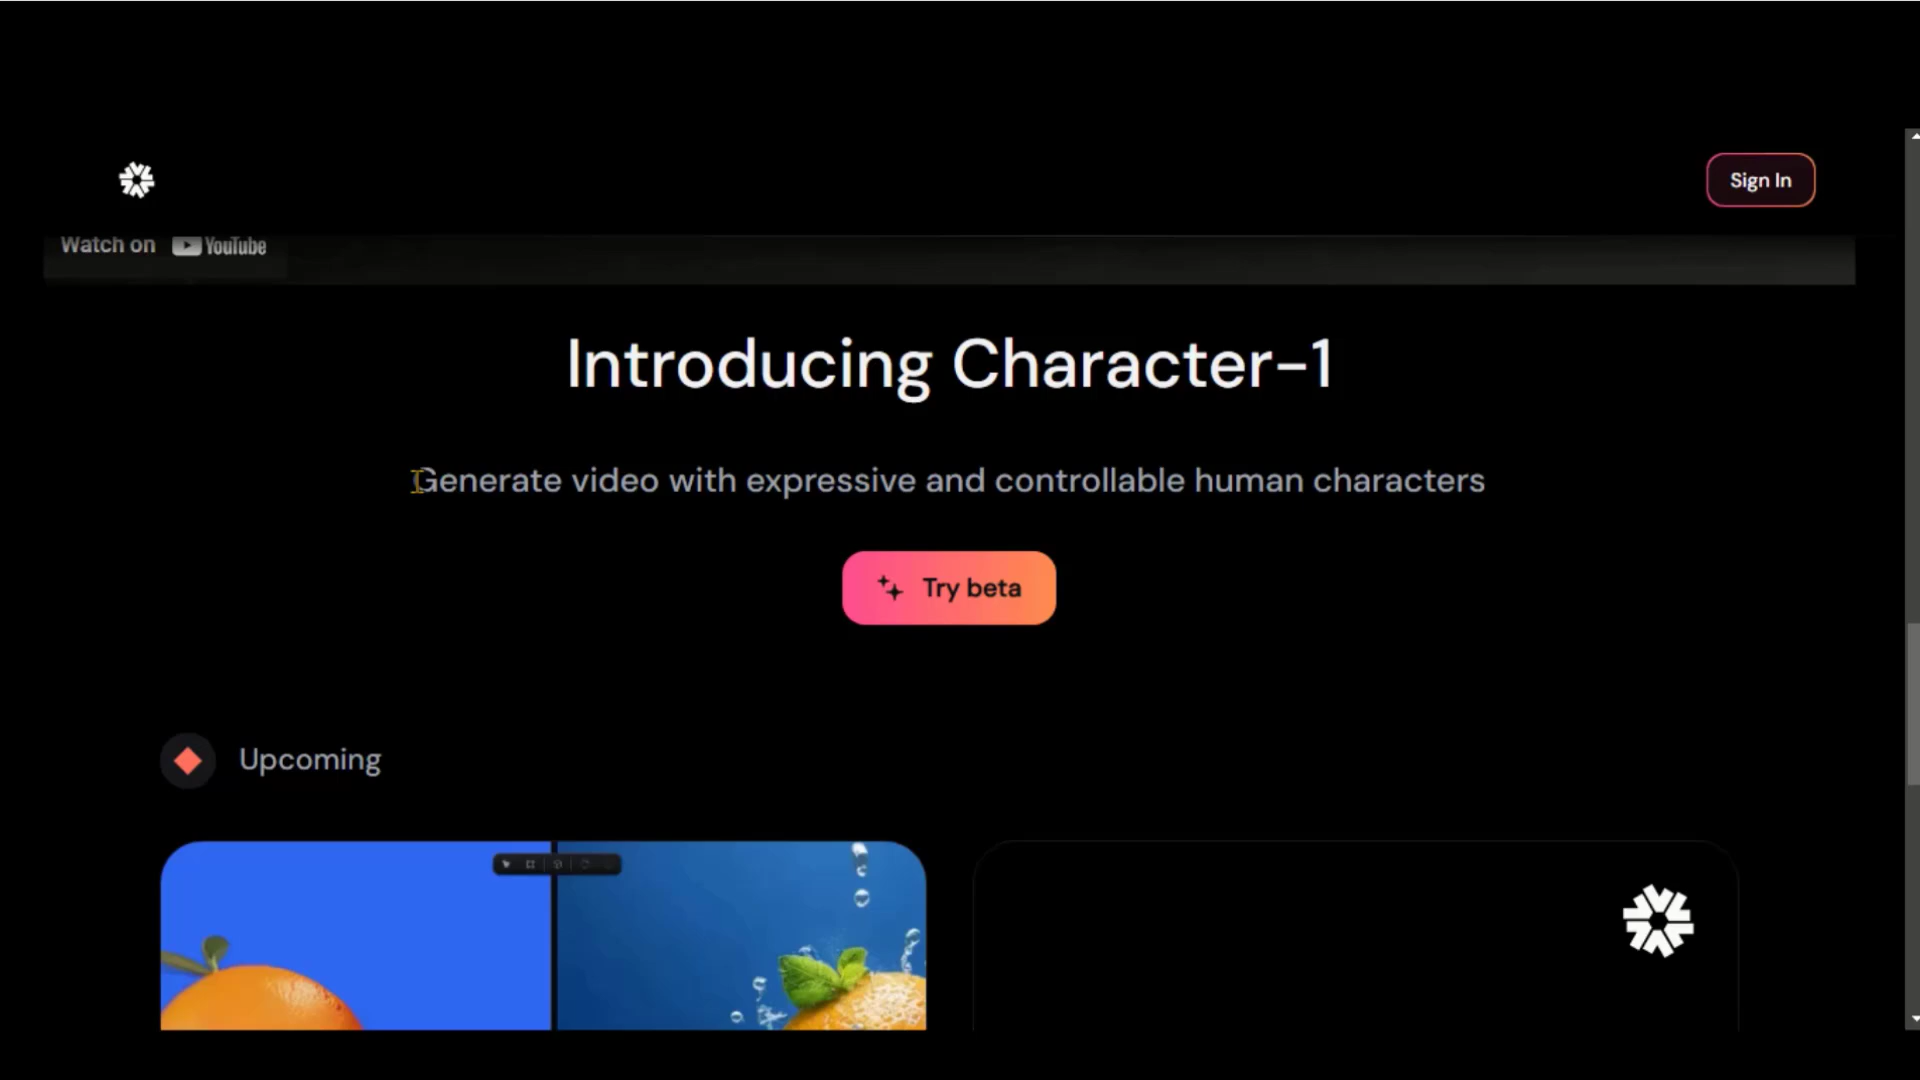 Sign In
Watch on YouTube
Introducing Character-1
Generate video with expressive and controllable human characters
Try beta
Upcoming